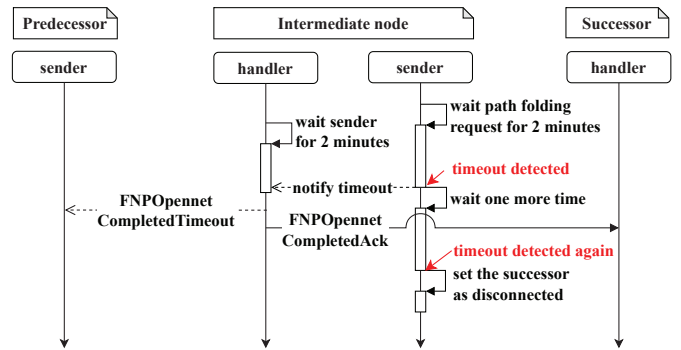 Predecessor
Intermediate node
Successor
sender
handler
sender
handler
wait sender
for 2 minutes
wait path folding
request for 2 minutes
timeout detected
notify timeout
wait one more time
FNPOpennet
CompletedTimeout
FNPOpennet
CompletedAck
timeout detected again
set the successor
as disconnected